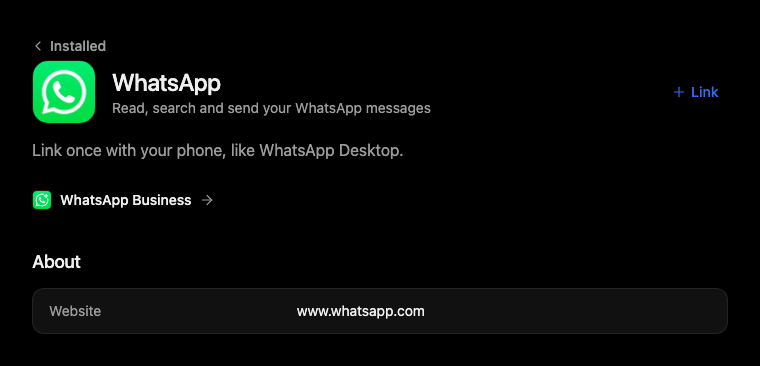 Installed
WhatsApp
Read, search and send your WhatsApp messages
Link
Link once with your phone, like WhatsApp Desktop.
WhatsApp Business
About
Website www.whatsapp.com